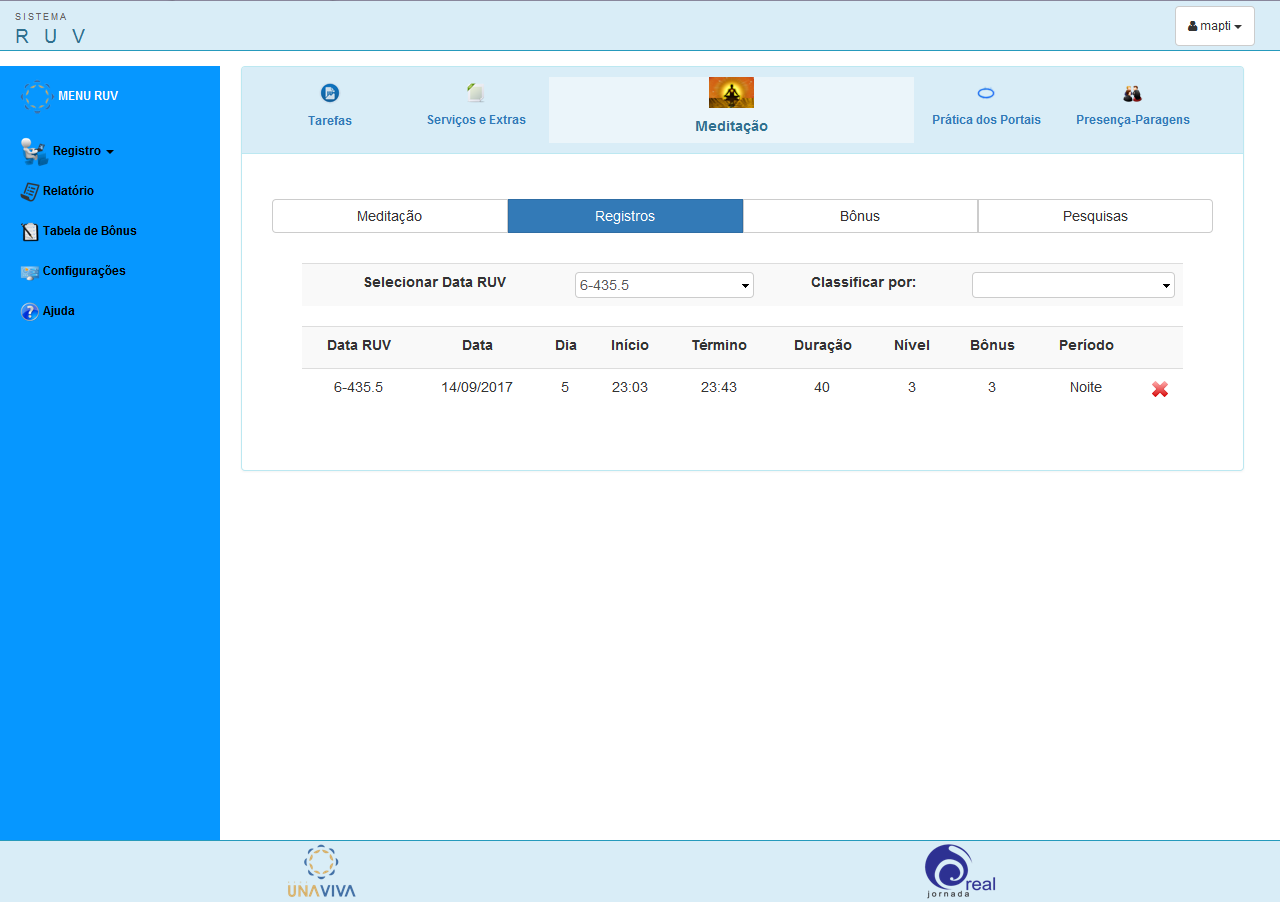 SISTEMA
R U V
mapti
MENU RUV
Registro
Relatório
Tabela de Bônus
Configurações
Ajuda
Tarefas
Serviços e Extras
Meditação
Prática dos Portais
Presença-Paragens
Meditação
Registros
Bônus
Pesquisas
Selecionar Data RUV 6-435.5 Classificar por:
Data RUV Data Dia Início Término Duração Nível Bônus Período
6-435.5 14/09/2017 5 23:03 23:43 40 3 3 Noite
UNAVIVA
real
jornada